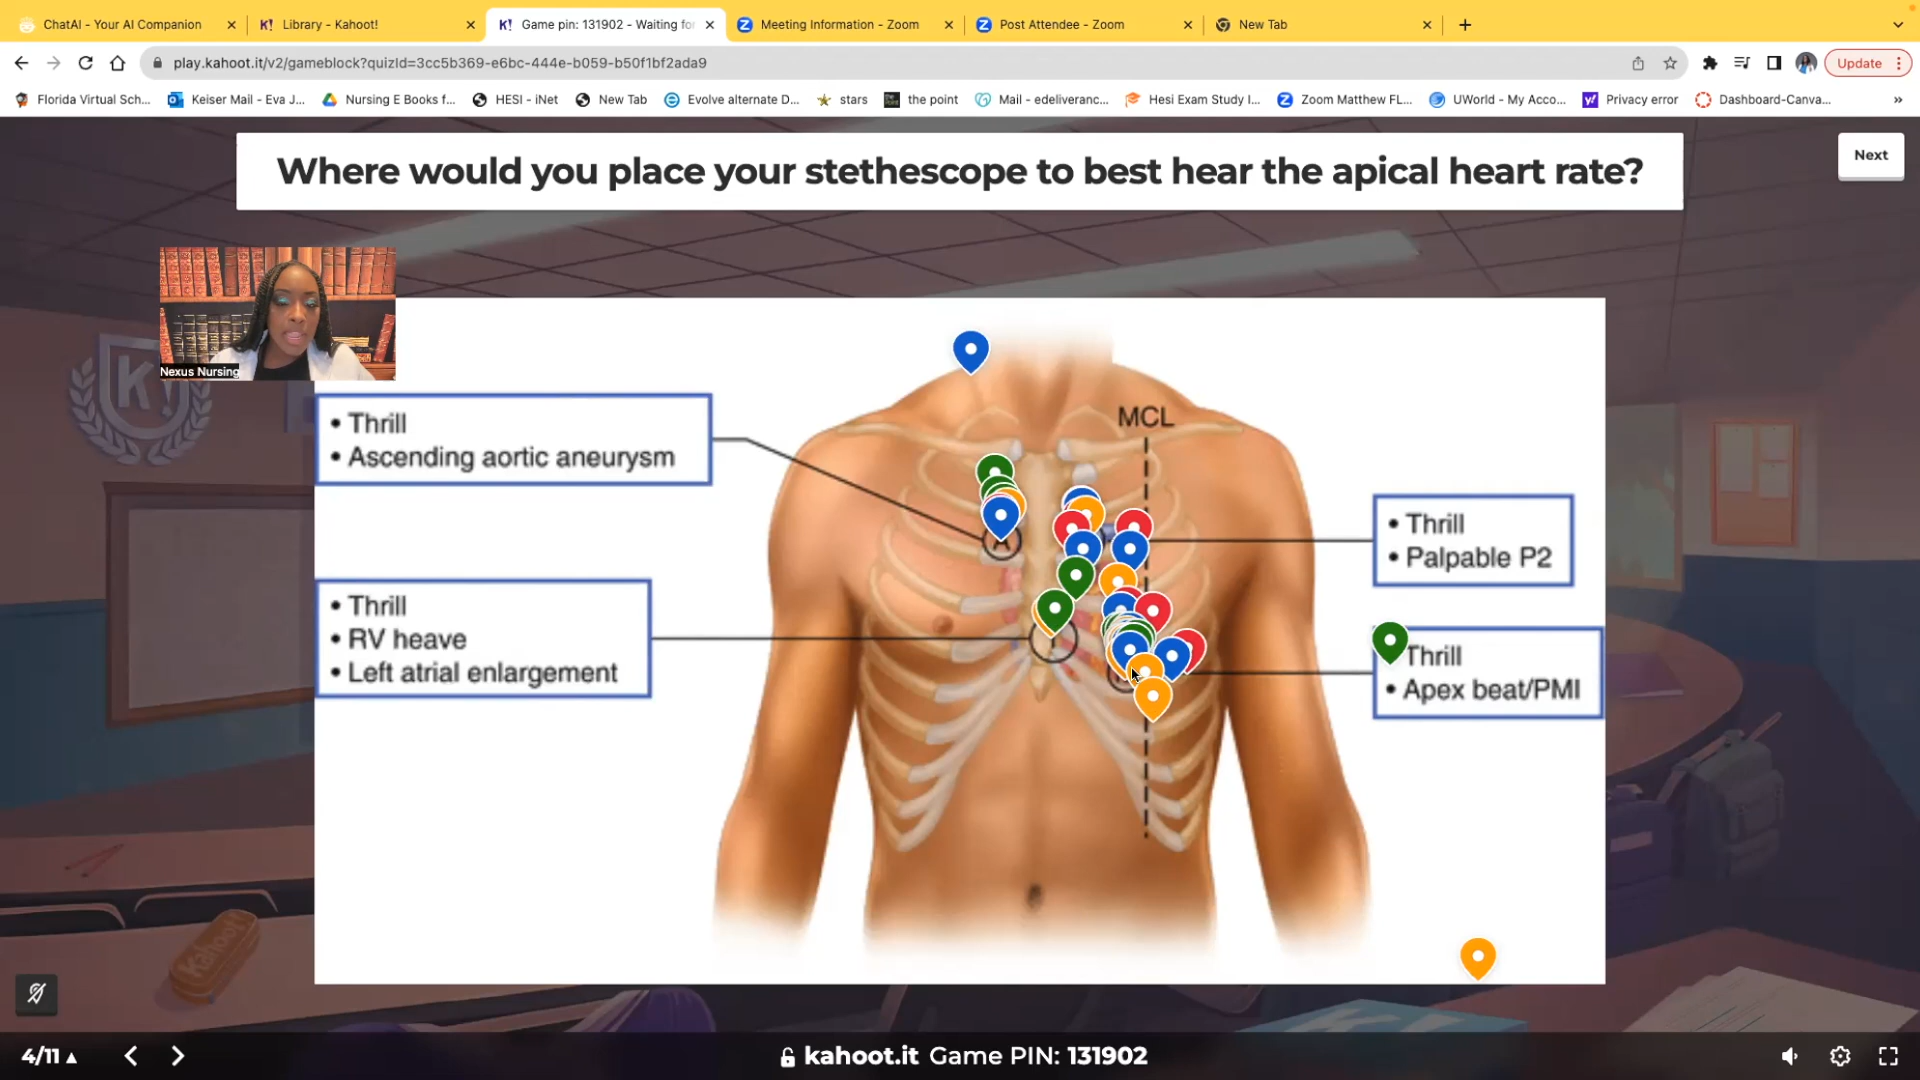 ChatAI - Your AI Companion
Library - Kahoot!
Game pin: 131902 - Waiting for
Meeting Information - Zoom
Post Attendee - Zoom
New Tab
play.kahoot.it/v2/gameblock?quizId=3cc5b369-e6bc-444e-b059-b50f1bf2ada9
Update
Florida Virtual Sch...
Keiser Mail - Eva J...
Nursing E Books f...
HESI - iNet
New Tab
Evolve alternate D...
stars
the point
Mail - edeliveranc...
Hesi Exam Study I...
Zoom Matthew FL...
UWorld - My Acco...
Privacy error
Dashboard-Canva...
Where would you place your stethescope to best hear the apical heart rate?
Next
Nexus Nursing
MCL
• Thrill
• Ascending aortic aneurysm
• Thrill
• Palpable P2
• Thrill
• RV heave
• Left atrial enlargement
Thrill
• Apex beat/PMI
A
T
Kahoot!
4/11
kahoot.it Game PIN: 131902